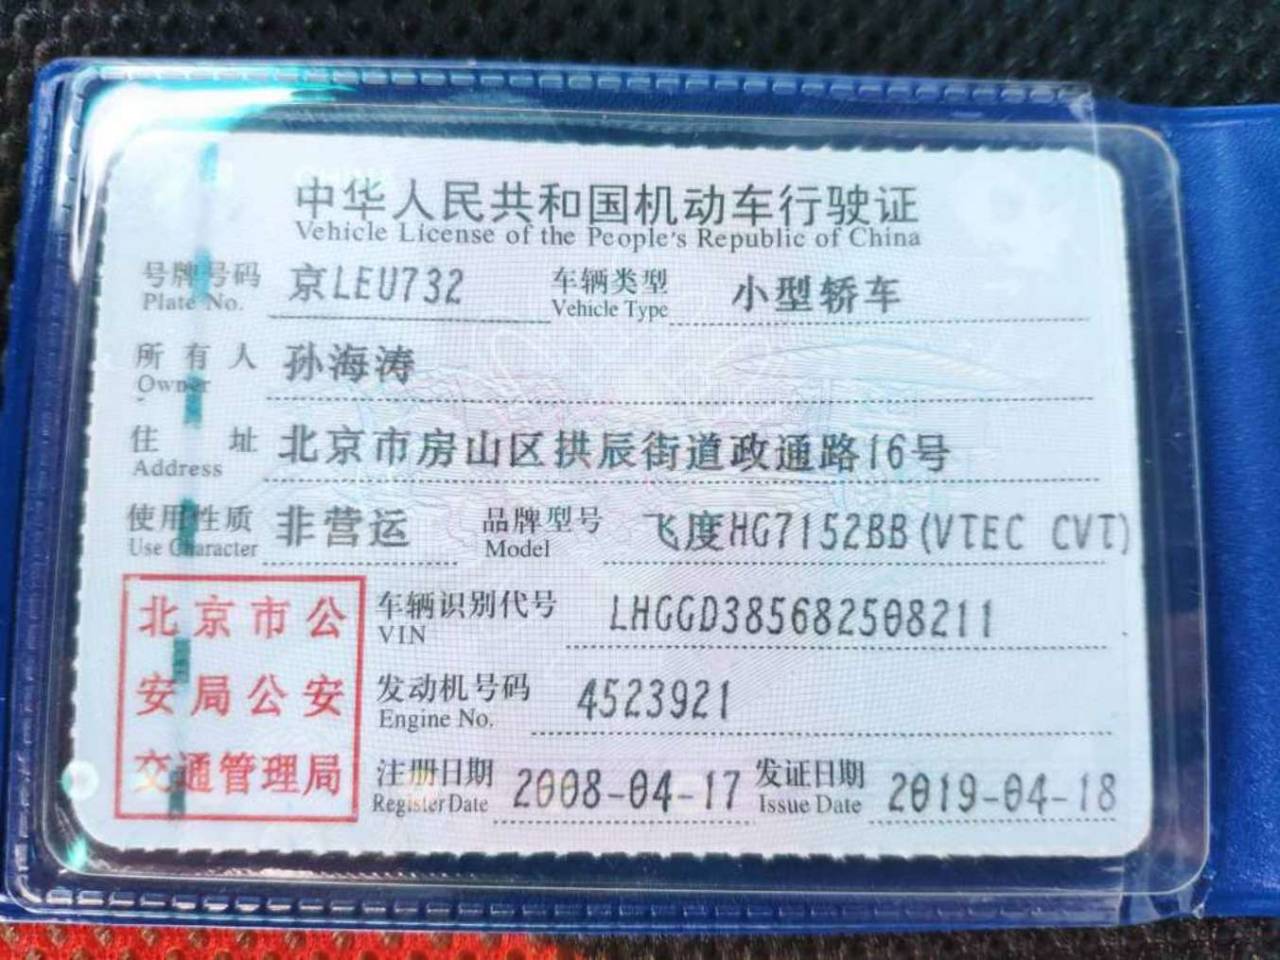 中华人民共和国机动车行驶证
Vehicle License of the People's Republic of China
号牌号码 京LEU732 车辆类型 小型轿车
Plate No. Vehicle Type
所有人 孙海涛
Owner
住址 北京市房山区拱辰街道政通路16号
Address
使用性质 非营运 品牌型号 飞度HG7152BB(VTEC CVT)
Use Character Model
北京市公
安局公安
交通管理局
车辆识别代号 LHGGD385682508211
VIN
发动机号码 4523921
Engine No.
注册日期 2008-04-17 发证日期 2019-04-18
Register Date Issue Date